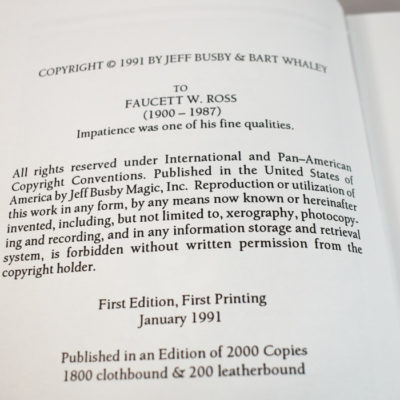 COPYRIGHT © 1991 BY JEFF BUSBY & BART WHALEY
TO
FAUCETT W. ROSS
(1900 – 1987)
Impatience was one of his fine qualities.
All rights reserved under International and Pan–American
Copyright Conventions. Published in the United States of
America by Jeff Busby Magic, Inc. Reproduction or utilization of
this work in any form, by any means now known or hereinafter
invented, including, but not limited to, xerography, photocopy-
ing and recording, and in any information storage and retrieval
system, is forbidden without written permission from the
copyright holder.
First Edition, First Printing
January 1991
Published in an Edition of 2000 Copies
1800 clothbound & 200 leatherbound